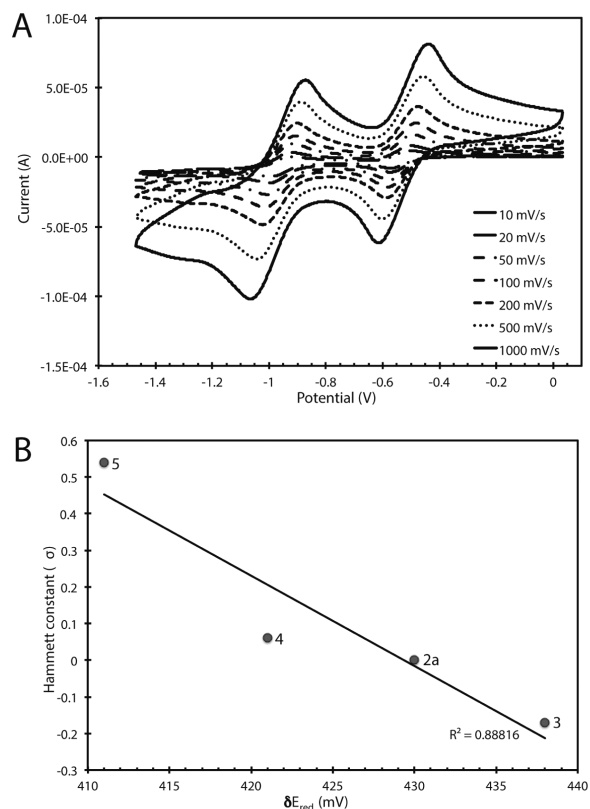 A
1.0E-04
5.0E-05
0.0E+00
-5.0E-05
-1.0E-04
-1.5E-04
Current (A)
10 mV/s
20 mV/s
50 mV/s
100 mV/s
200 mV/s
500 mV/s
1000 mV/s
-1.6 -1.4 -1.2 -1 -0.8 -0.6 -0.4 -0.2 0
Potential (V)
B
0.6
0.5
0.4
0.3
0.2
0.1
0
-0.1
-0.2
-0.3
Hammett constant ( σ)
5
4
2a
3
R² = 0.88816
410 415 420 425 430 435 440
δEred (mV)